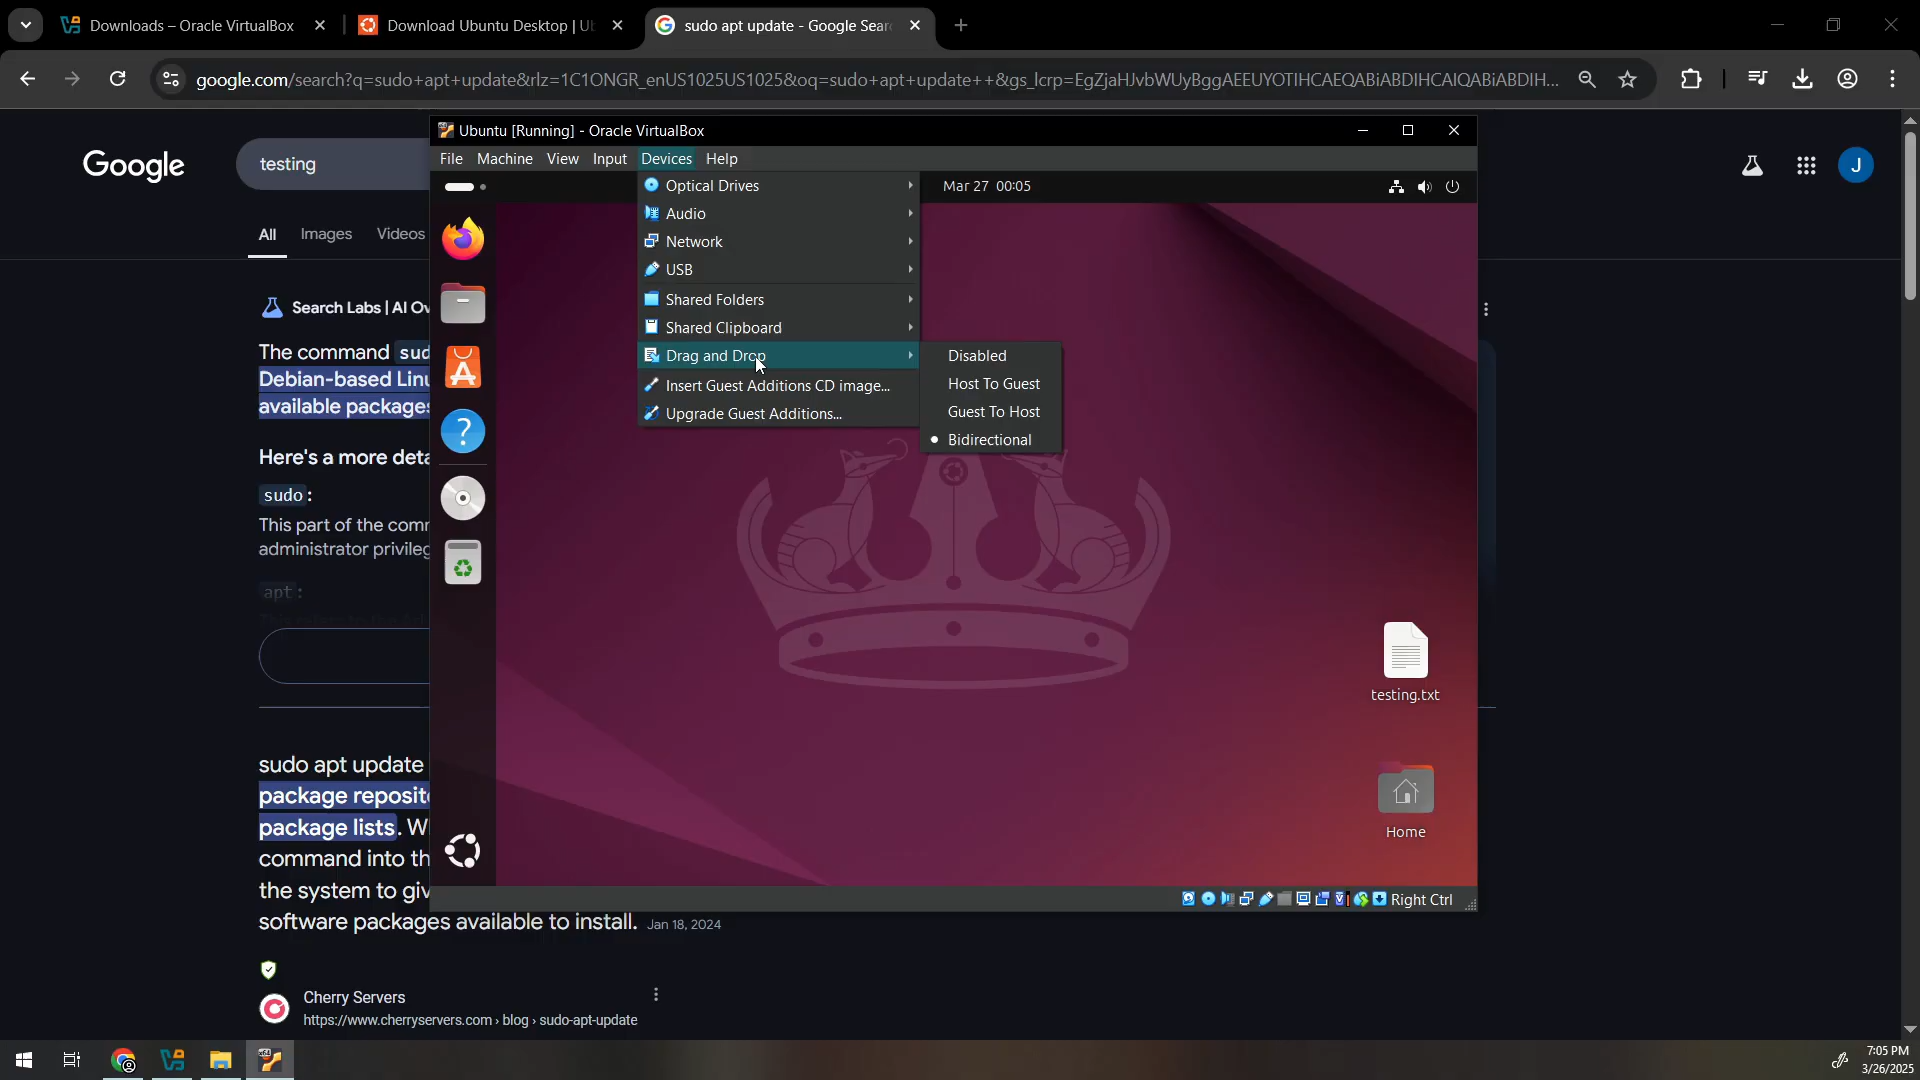 Downloads – Oracle VirtualBox
Download Ubuntu Desktop | Ub
sudo apt update - Google Sear
google.com/search?q=sudo+apt+update&rlz=1C1ONGR_enUS1025US1025&oq=sudo+apt+update++&gs_lcrp=EgZjaHJvbWUyBggAEEUYOTIHCAEQABiABDIHCAIQABiABDIH...
Google
testing
J
All Images Videos
Search Labs | AI Ov
The command sud
Debian-based Linu
available packages
Here's a more deta
sudo:
This part of the comm
administrator privileg
apt:
sudo apt update
package reposito
package lists. W
command into th
the system to giv
software packages available to install. Jan 18, 2024
Cherry Servers
https://www.cherryservers.com › blog › sudo-apt-update
Ubuntu [Running] - Oracle VirtualBox
File Machine View Input Devices Help
Mar 27 00:05
Optical Drives
Audio
Network
USB
Shared Folders
Shared Clipboard
Drag and Drop
Insert Guest Additions CD image...
Upgrade Guest Additions...
Disabled
Host To Guest
Guest To Host
Bidirectional
testing.txt
Home
Right Ctrl
7:05 PM
3/26/2025